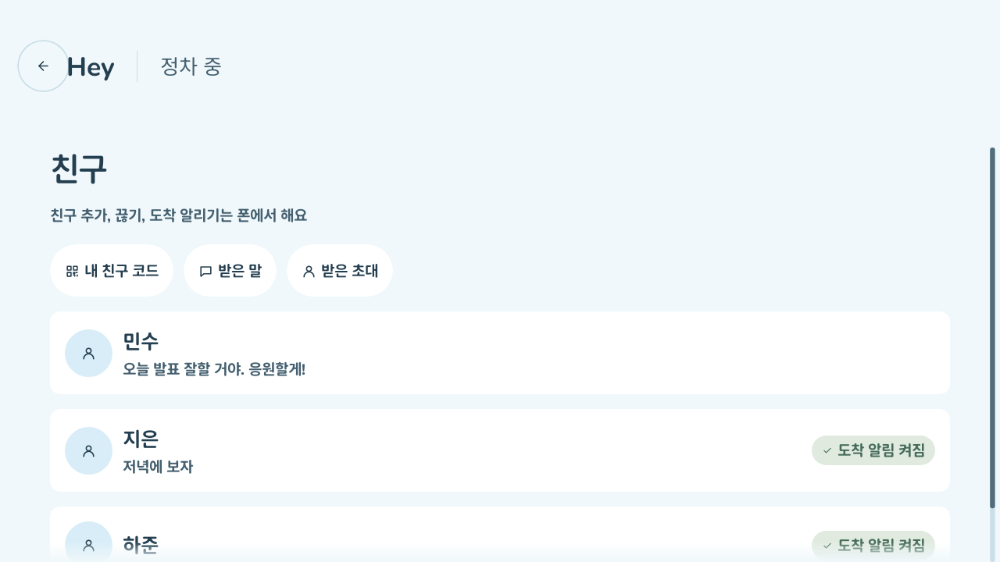 Hey
정차 중
친구
친구 추가, 끊기, 도착 알리기는 폰에서 해요
내 친구 코드
받은 말
받은 초대
민수
오늘 발표 잘할 거야. 응원할게!
지은
저녁에 보자
도착 알림 켜짐
하준
도착 알림 켜짐